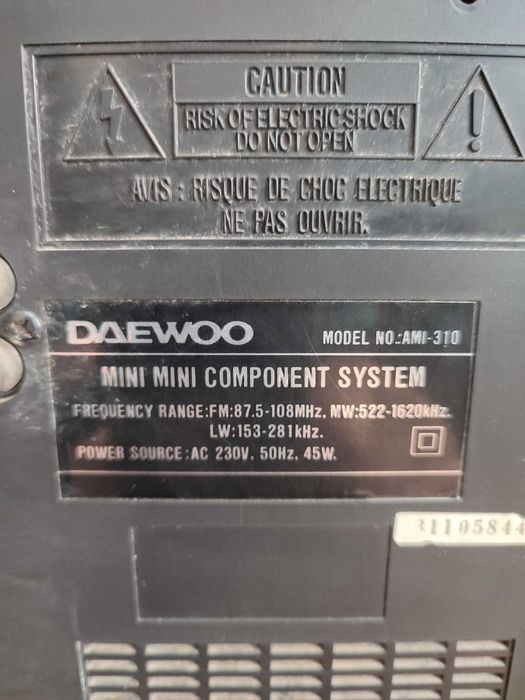 CAUTION
RISK OF ELECTRIC SHOCK
DO NOT OPEN
AVIS : RISQUE DE CHOC ELECTRIQUE
NE PAS OUVRIR.
DAEWOO MODEL NO.:AMI-310
MINI MINI COMPONENT SYSTEM
FREQUENCY RANGE:FM:87.5-108MHz, MW:522-1620kHz.
LW:153-281kHz.
POWER SOURCE:AC 230V, 50Hz, 45W.
31105844